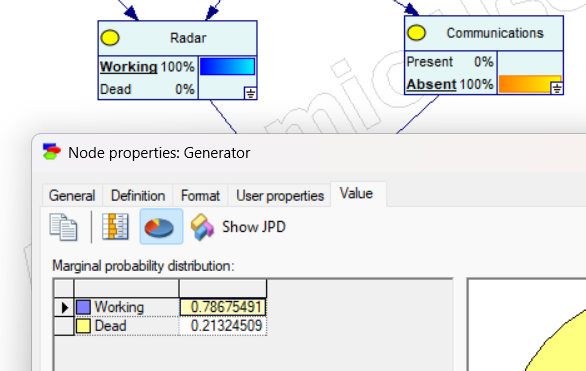 Radar
Working 100%
Dead 0%
Communications
Present 0%
Absent 100%
Node properties: Generator
General Definition Format User properties Value
Show JPD
Marginal probability distribution:
Working 0.78675491
Dead 0.21324509